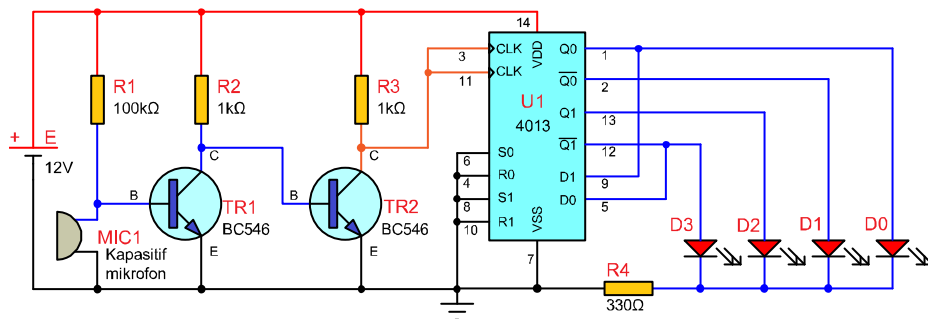 14
R1
100kΩ
R2
1kΩ
R3
1kΩ
3
11
CLK
CLK
VDD
U1
4013
Q0
1
Q0
2
Q1
13
Q1
12
D1
9
D0
5
S0
6
R0
4
S1
8
R1
10
VSS
7
+
E
12V
MIC1
Kapasitif
mikrofon
B
C
E
TR1
BC546
B
C
E
TR2
BC546
D3
D2
D1
D0
R4
330Ω